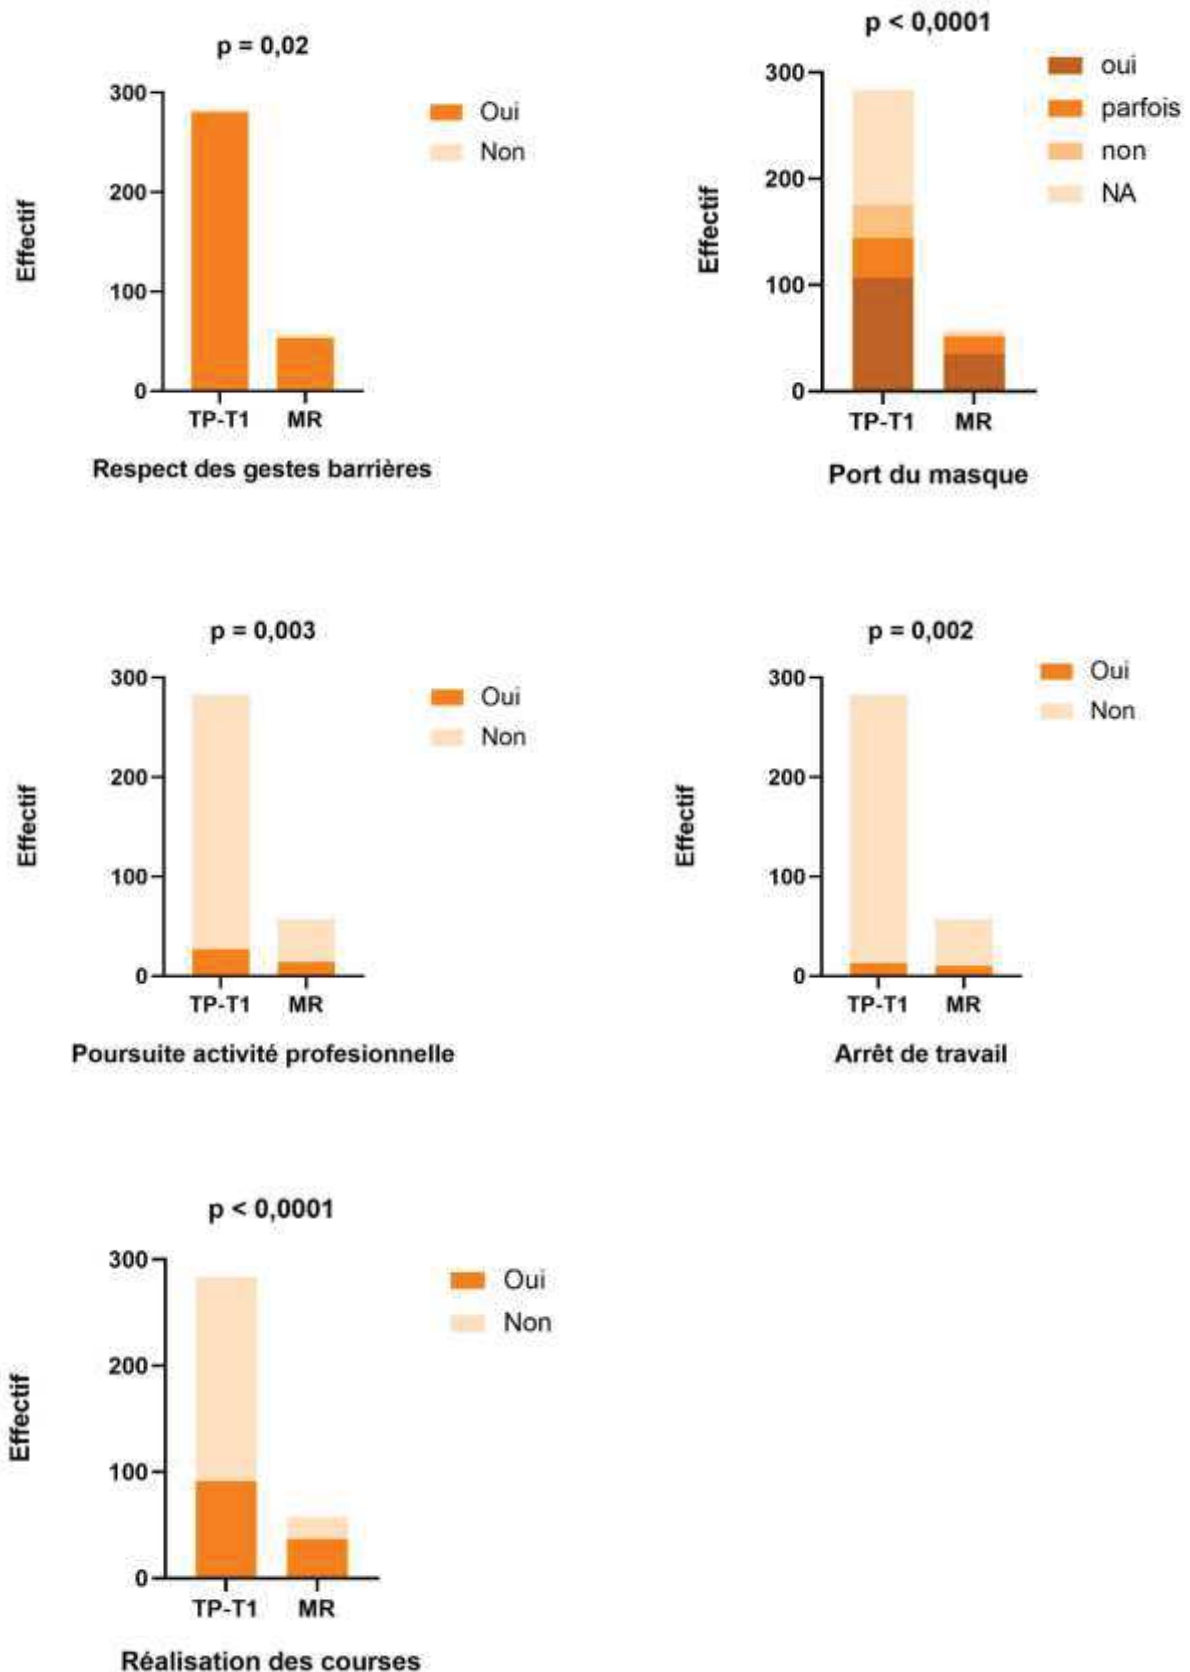 p = 0,02
300
200
100
0
Effectif
TP-T1 MR
Oui
Non
Respect des gestes barrières
p < 0,0001
300
200
100
0
Effectif
TP-T1 MR
oui
parfois
non
NA
Port du masque
p = 0,003
300
200
100
0
Effectif
TP-T1 MR
Oui
Non
Poursuite activité profesionnelle
p = 0,002
300
200
100
0
Effectif
TP-T1 MR
Oui
Non
Arrêt de travail
p < 0,0001
300
200
100
0
Effectif
TP-T1 MR
Oui
Non
Réalisation des courses